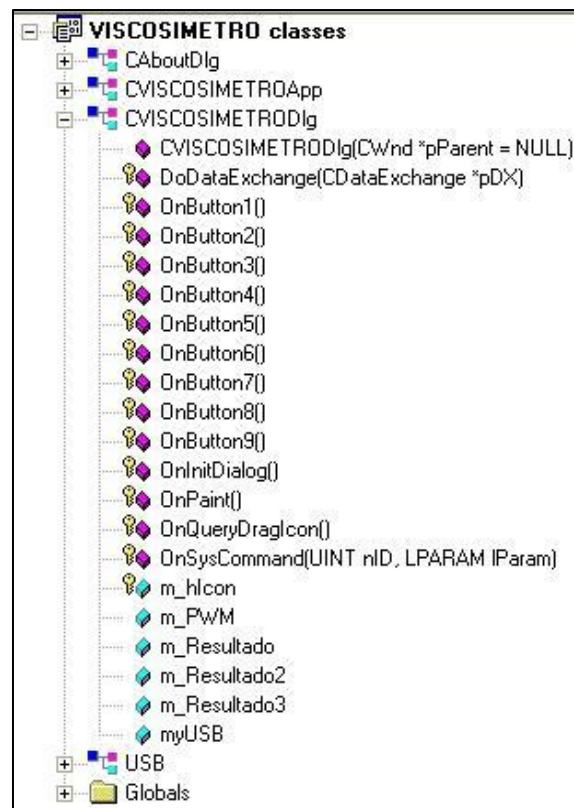 VISCOSIMETRO classes
CAboutDlg
CVISCOSIMETROApp
CVISCOSIMETRODlg
CVISCOSIMETRODlg(CWnd *pParent = NULL)
DoDataExchange(CDataExchange *pDX)
OnButton1()
OnButton2()
OnButton3()
OnButton4()
OnButton5()
OnButton6()
OnButton7()
OnButton8()
OnButton9()
OnInitDialog()
OnPaint()
OnQueryDragIcon()
OnSysCommand(UINT nID, LPARAM lParam)
m_hIcon
m_PWM
m_Resultado
m_Resultado2
m_Resultado3
myUSB
USB
Globals